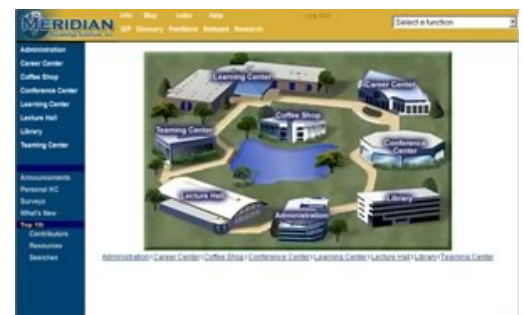 MERIDIAN
Knowledge Solutions, Inc.
Info Map Index Help Log Out
IDP Glossary Feedback Notepad Research
Select a function
Administration
Career Center
Coffee Shop
Conference Center
Learning Center
Lecture Hall
Library
Teaming Center
Announcements
Personal KC
Surveys
What's New
Top 10:
Contributors
Resources
Searches
Learning Center
Career Center
Coffee Shop
Teaming Center
Conference
Center
Lecture Hall
Library
Administration
Administration | Career Center | Coffee Shop | Conference Center | Learning Center | Lecture Hall | Library | Teaming Center